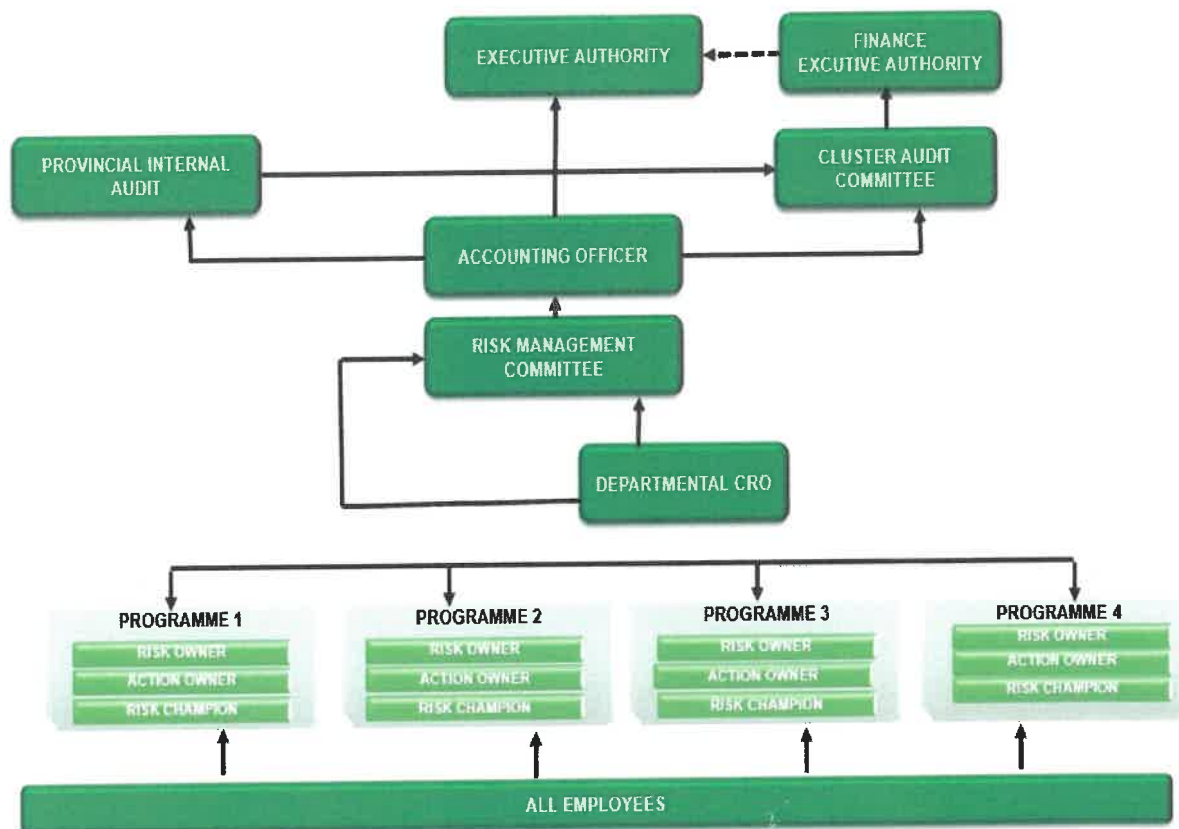 EXECUTIVE AUTHORITY
FINANCE
EXCUTIVE AUTHORITY
PROVINCIAL INTERNAL
AUDIT
CLUSTER AUDIT
COMMITTEE
ACCOUNTING OFFICER
RISK MANAGEMENT
COMMITTEE
DEPARTMENTAL CRO
PROGRAMME 1
RISK OWNER
ACTION OWNER
RISK CHAMPION
PROGRAMME 2
RISK OWNER
ACTION OWNER
RISK CHAMPION
PROGRAMME 3
RISK OWNER
ACTION OWNER
RISK CHAMPION
PROGRAMME 4
RISK OWNER
ACTION OWNER
RISK CHAMPION
ALL EMPLOYEES